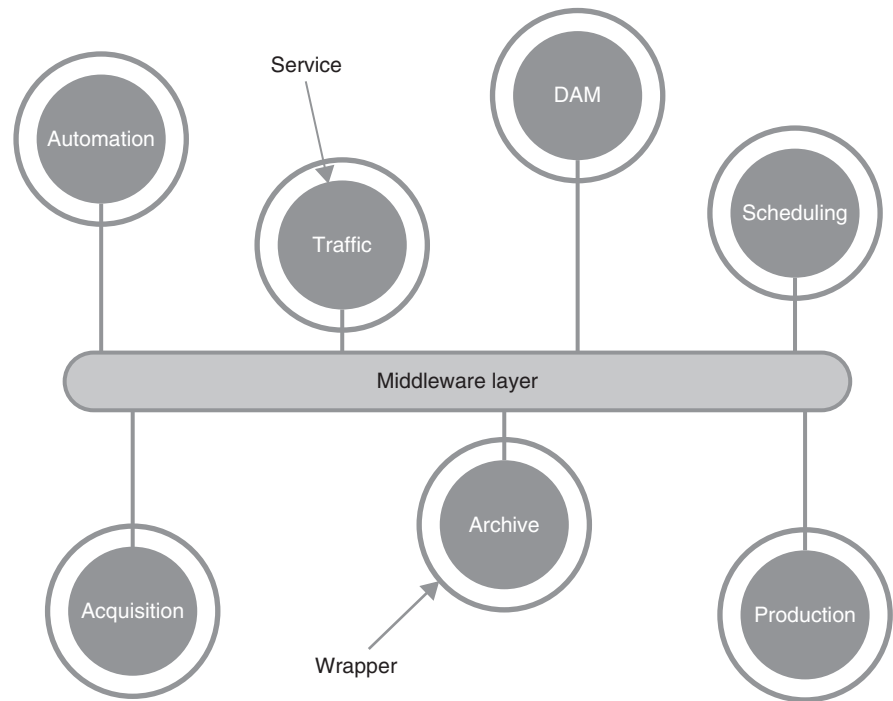 Service
DAM
Automation
Scheduling
Traffic
Middleware layer
Archive
Acquisition
Production
Wrapper